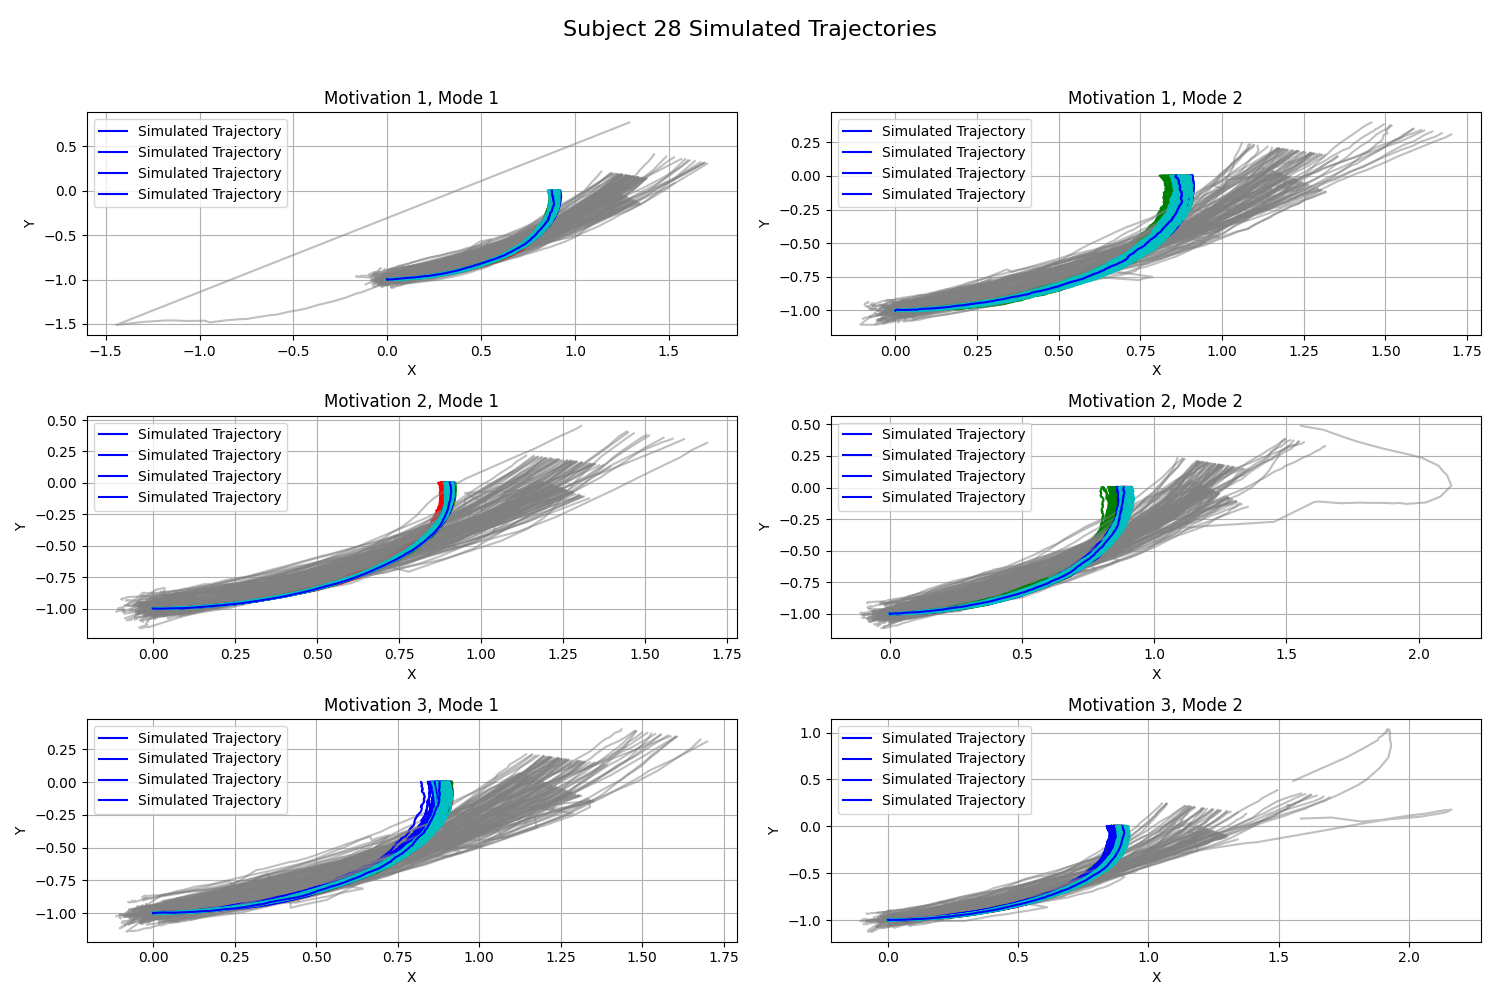 Subject 28 Simulated Trajectories
Motivation 1, Mode 1
Simulated Trajectory
Simulated Trajectory
Simulated Trajectory
Simulated Trajectory
Y
0.5
0.0
−0.5
−1.0
−1.5
−1.5 −1.0 −0.5 0.0 0.5 1.0 1.5
X
Motivation 1, Mode 2
Simulated Trajectory
Simulated Trajectory
Simulated Trajectory
Simulated Trajectory
Y
0.25
0.00
−0.25
−0.50
−0.75
−1.00
0.00 0.25 0.50 0.75 1.00 1.25 1.50 1.75
X
Motivation 2, Mode 1
Simulated Trajectory
Simulated Trajectory
Simulated Trajectory
Simulated Trajectory
Y
0.50
0.25
0.00
−0.25
−0.50
−0.75
−1.00
0.00 0.25 0.50 0.75 1.00 1.25 1.50 1.75
X
Motivation 2, Mode 2
Simulated Trajectory
Simulated Trajectory
Simulated Trajectory
Simulated Trajectory
Y
0.50
0.25
0.00
−0.25
−0.50
−0.75
−1.00
0.0 0.5 1.0 1.5 2.0
X
Motivation 3, Mode 1
Simulated Trajectory
Simulated Trajectory
Simulated Trajectory
Simulated Trajectory
Y
0.25
0.00
−0.25
−0.50
−0.75
−1.00
0.00 0.25 0.50 0.75 1.00 1.25 1.50 1.75
X
Motivation 3, Mode 2
Simulated Trajectory
Simulated Trajectory
Simulated Trajectory
Simulated Trajectory
Y
1.0
0.5
0.0
−0.5
−1.0
0.0 0.5 1.0 1.5 2.0
X